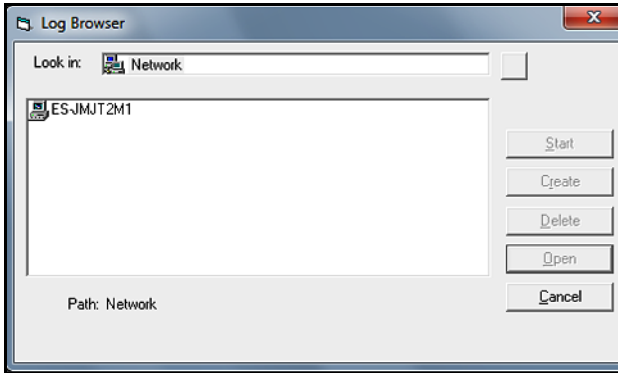 Log Browser
Look in: Network
ES-JMJT2M1
Start
Create
Delete
Open
Cancel
Path: Network